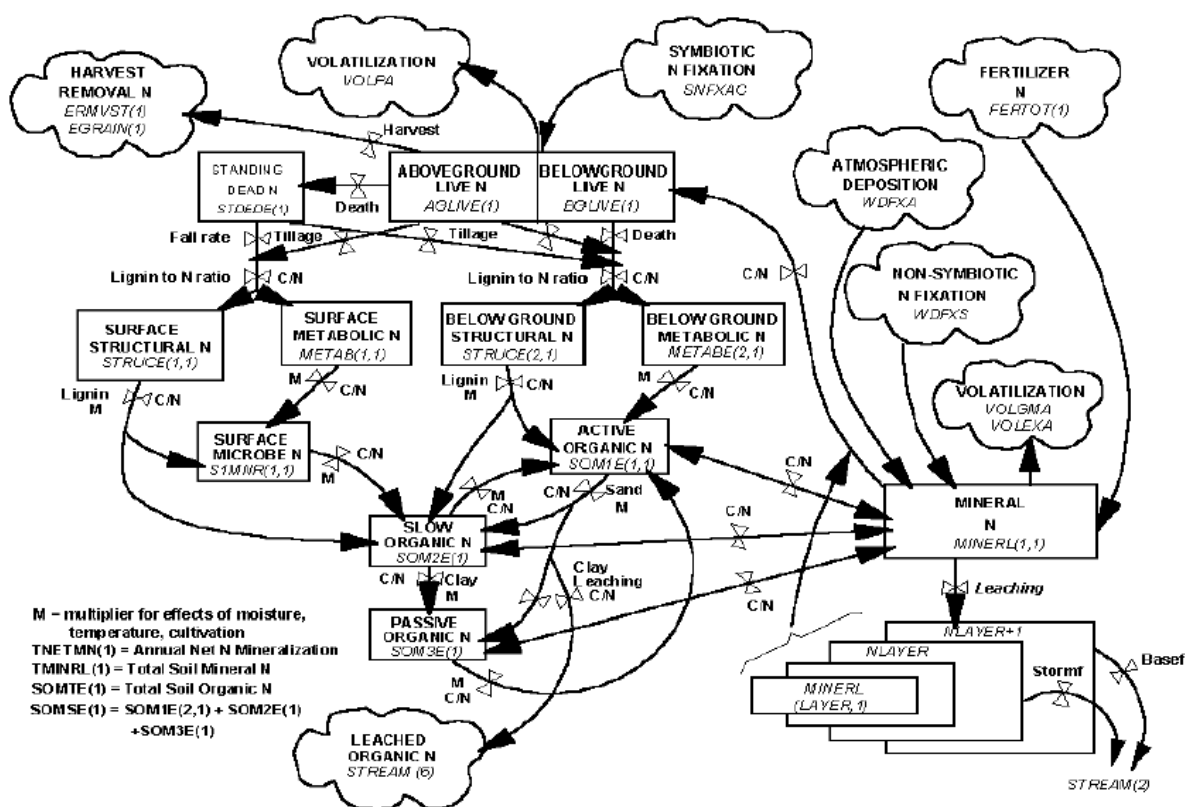 HARVEST
REMOVAL N
ERMVST(1)
EGRAIN(1)
VOLATILIZATION
VOLPA
SYMBIOTIC
N FIXATION
SNFXAC
FERTILIZER
N
FERTOT(1)
ATMOSPHERIC
DEPOSITION
WDFXA
NON-SYMBIOTIC
N FIXATION
WDFXS
VOLATILIZATION
VOLGMA
VOLEXA
Harvest
STANDING
DEAD N
STDEDE(1)
Death
ABOVEGROUND
LIVE N
AGLIVE(1)
BELOWGROUND
LIVE N
BGLIVE(1)
Fall rate
Tillage
Tillage
Death
Lignin to N ratio
C/N
Lignin to N ratio
C/N
C/N
SURFACE
STRUCTURAL N
STRUCE(1,1)
SURFACE
METABOLIC N
METAB(1,1)
BELOWGROUND
STRUCTURAL N
STRUCE(2,1)
BELOWGROUND
METABOLIC N
METABE(2,1)
Lignin
M
C/N
M
C/N
Lignin
M
C/N
M
C/N
SURFACE
MICROBE N
S1MNR(1,1)
C/N
M
ACTIVE
ORGANIC N
SOM1E(1,1)
M
C/N
C/N
Sand
M
C/N
C/N
C/N
MINERAL
N
MINERL(1,1)
SLOW
ORGANIC N
SOM2E(1)
C/N
Clay
M
Clay
Leaching
C/N
PASSIVE
ORGANIC N
SOM3E(1)
M
C/N
Leaching
NLAYER+1
NLAYER
MINERL
(LAYER,1)
Stormf
Basef
STREAM(2)
LEACHED
ORGANIC N
STREAM (6)
M – multiplier for effects of moisture,
temperature, cultivation
TNETMN(1) = Annual Net N Mineralization
TMINRL(1) = Total Soil Mineral N
SOMTE(1) = Total Soil Organic N
SOMSE(1) = SOM1E(2,1) + SOM2E(1)
+SOM3E(1)